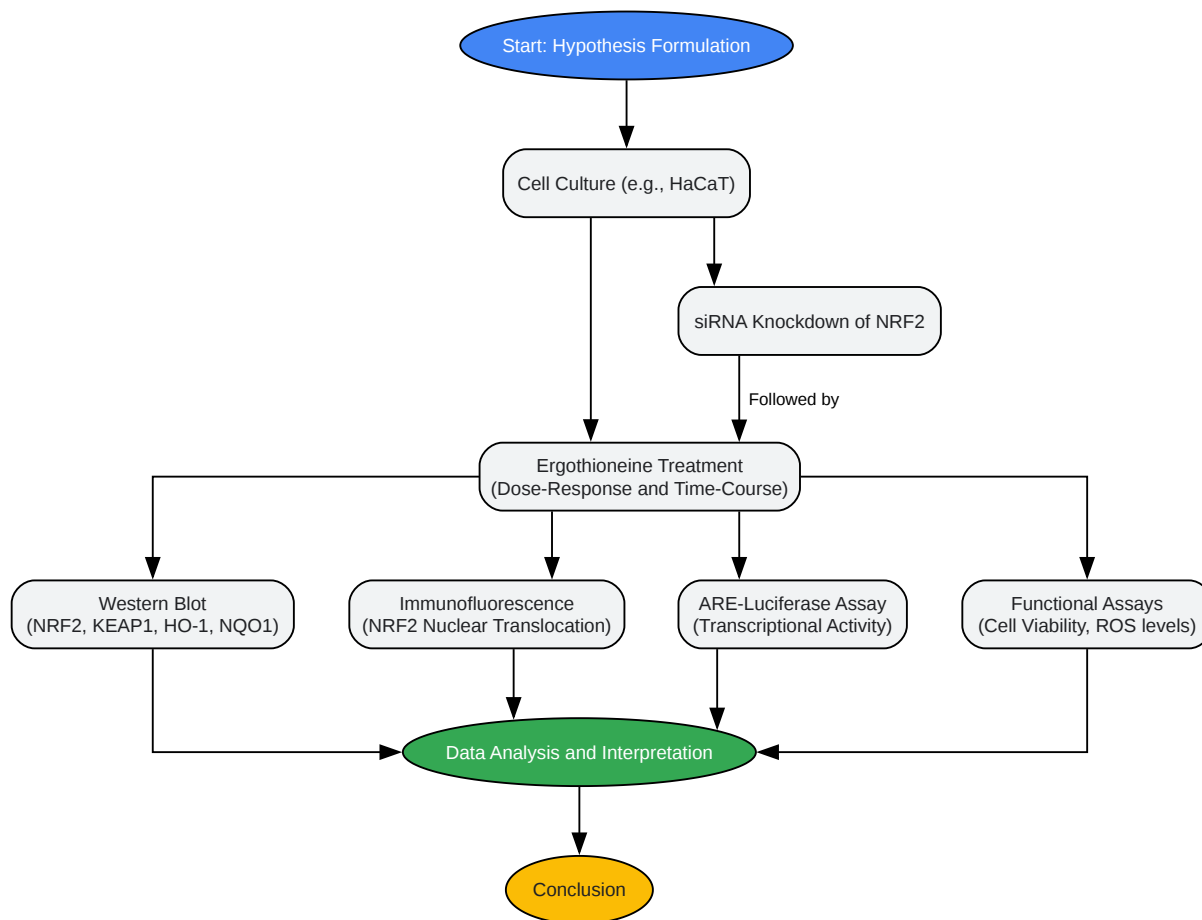 Start: Hypothesis Formulation
Cell Culture (e.g., HaCaT)
siRNA Knockdown of NRF2
Followed by
Ergothioneine Treatment
(Dose-Response and Time-Course)
Western Blot
(NRF2, KEAP1, HO-1, NQO1)
Immunofluorescence
(NRF2 Nuclear Translocation)
ARE-Luciferase Assay
(Transcriptional Activity)
Functional Assays
(Cell Viability, ROS levels)
Data Analysis and Interpretation
Conclusion